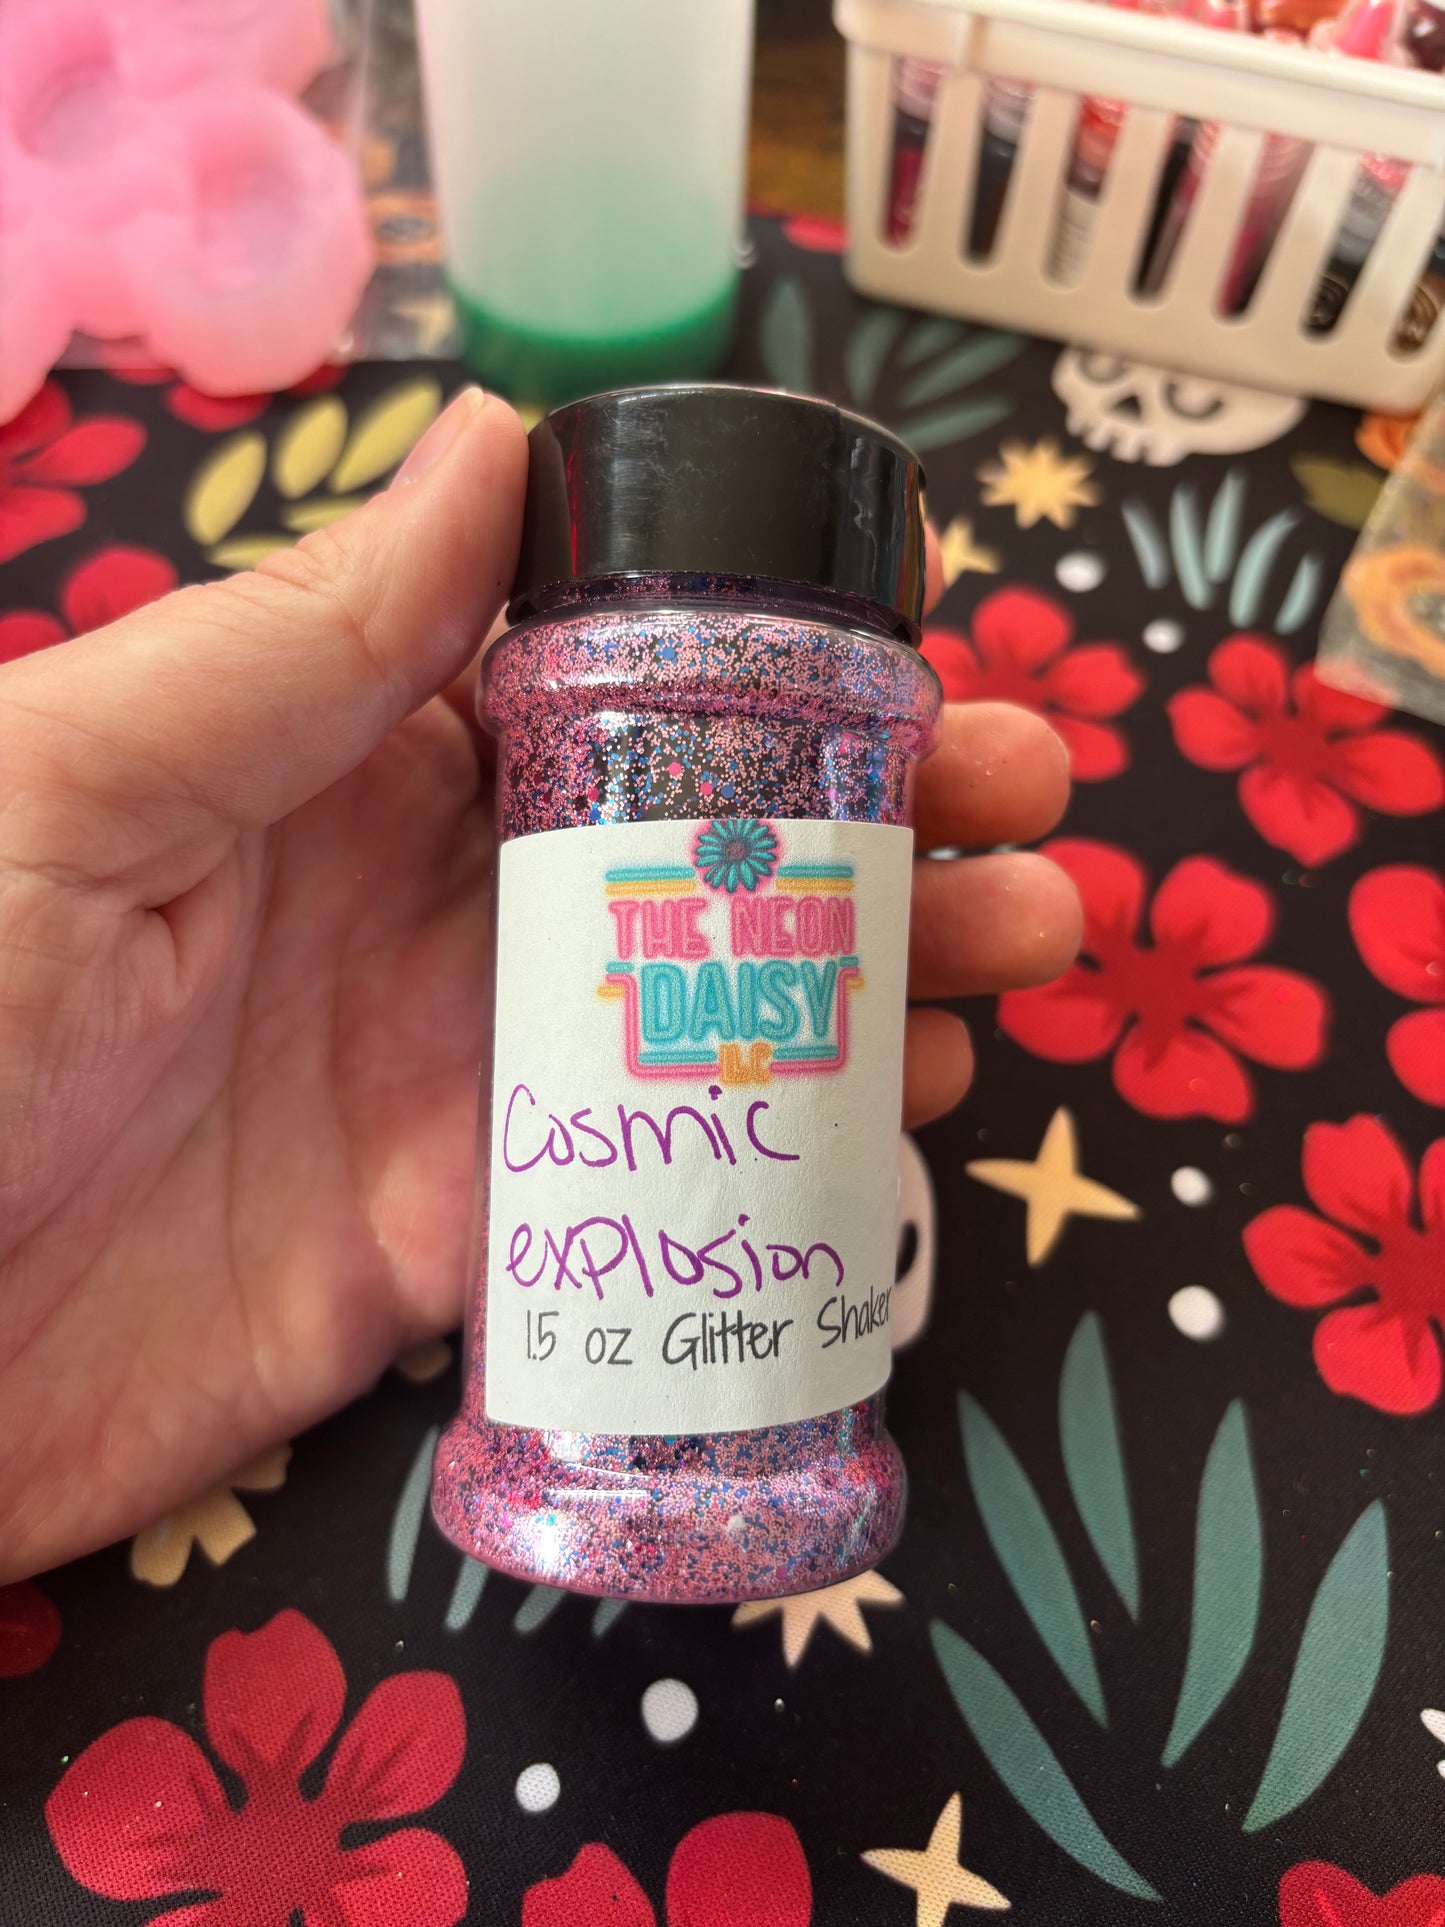 THE NEON
DAISY
LLC
Cosmic
explosion
1.5 oz Glitter Shaker